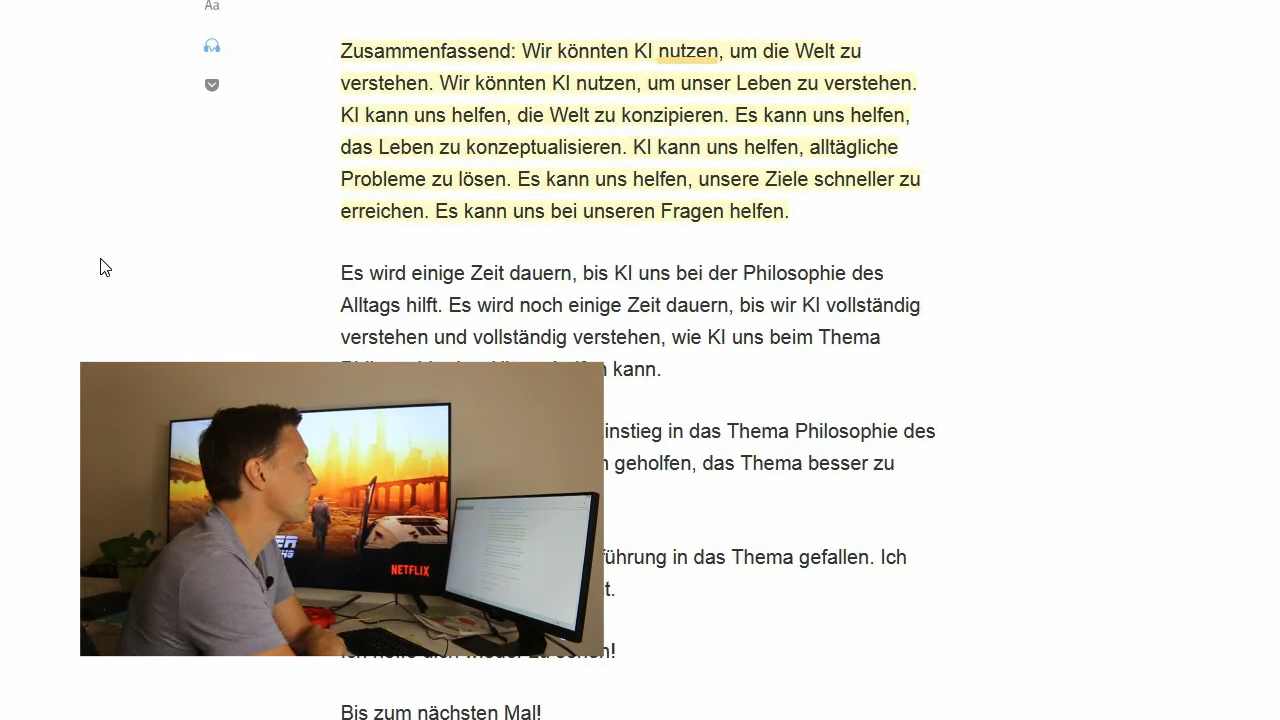 Aa
Zusammenfassend: Wir könnten KI nutzen, um die Welt zu
verstehen. Wir könnten KI nutzen, um unser Leben zu verstehen.
KI kann uns helfen, die Welt zu konzipieren. Es kann uns helfen,
das Leben zu konzeptualisieren. KI kann uns helfen, alltägliche
Probleme zu lösen. Es kann uns helfen, unsere Ziele schneller zu
erreichen. Es kann uns bei unseren Fragen helfen.
Es wird einige Zeit dauern, bis KI uns bei der Philosophie des
Alltags hilft. Es wird noch einige Zeit dauern, bis wir KI vollständig
verstehen und vollständig verstehen, wie KI uns beim Thema
kann.
instieg in das Thema Philosophie des
geholfen, das Thema besser zu
führung in das Thema gefallen. Ich
NETFLIX
Bis zum nächsten Mal!